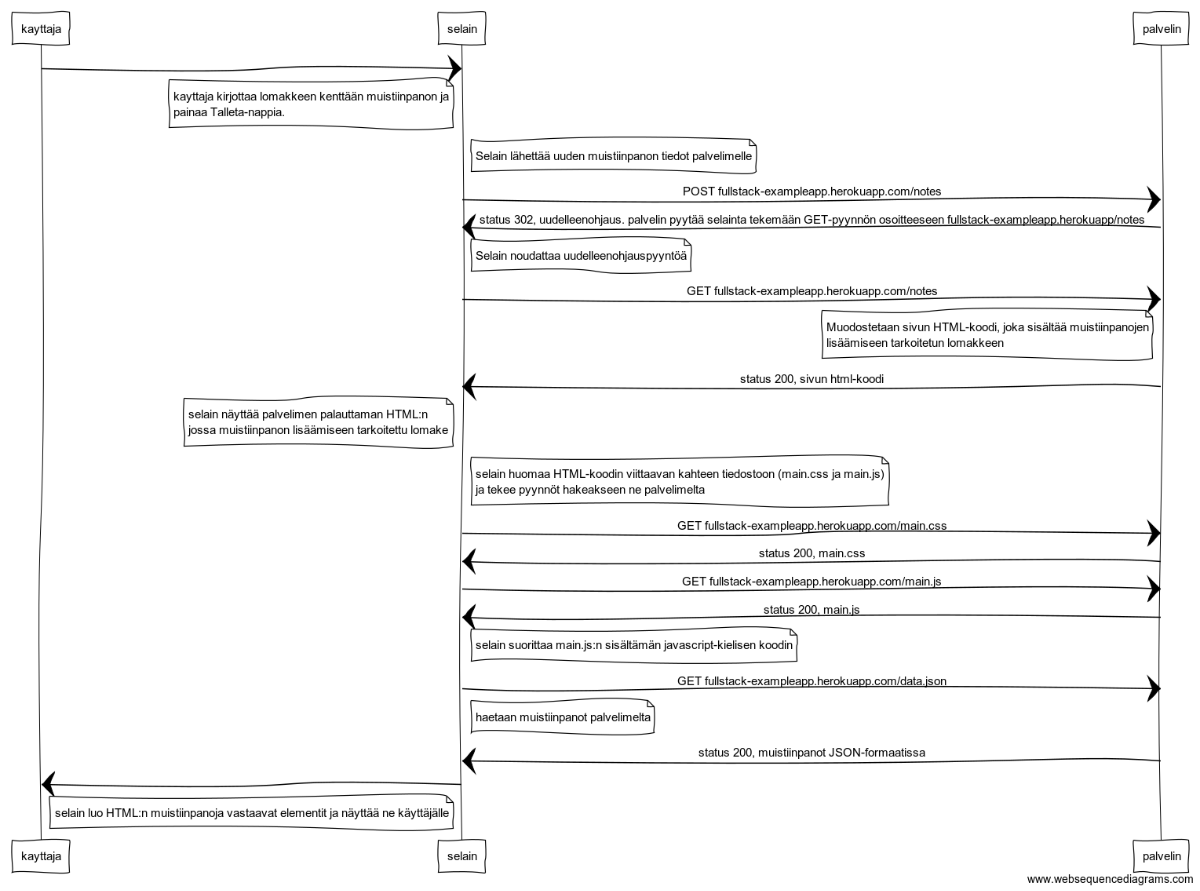 kayttaja
selain
palvelin
kayttaja kirjottaa lomakkeen kenttään muistiinpanon ja
painaa Talleta-nappia.
Selain lähettää uuden muistiinpanon tiedot palvelimelle
POST fullstack-exampleapp.herokuapp.com/notes
status 302, uudelleenohjaus. palvelin pyytää selainta tekemään GET-pyynnön osoitteeseen fullstack-exampleapp.herokuapp/notes
Selain noudattaa uudelleenohjauspyyntöä
GET fullstack-exampleapp.herokuapp.com/notes
Muodostetaan sivun HTML-koodi, joka sisältää muistiinpanojen
lisäämiseen tarkoitetun lomakkeen
status 200, sivun html-koodi
selain näyttää palvelimen palauttaman HTML:n
jossa muistiinpanon lisäämiseen tarkoitettu lomake
selain huomaa HTML-koodin viittaavan kahteen tiedostoon (main.css ja main.js)
ja tekee pyynnöt hakeakseen ne palvelimelta
GET fullstack-exampleapp.herokuapp.com/main.css
status 200, main.css
GET fullstack-exampleapp.herokuapp.com/main.js
status 200, main.js
selain suorittaa main.js:n sisältämän javascript-kielisen koodin
GET fullstack-exampleapp.herokuapp.com/data.json
haetaan muistiinpanot palvelimelta
status 200, muistiinpanot JSON-formaatissa
selain luo HTML:n muistiinpanoja vastaavat elementit ja näyttää ne käyttäjälle
kayttaja
selain
palvelin
www.websequencediagrams.com